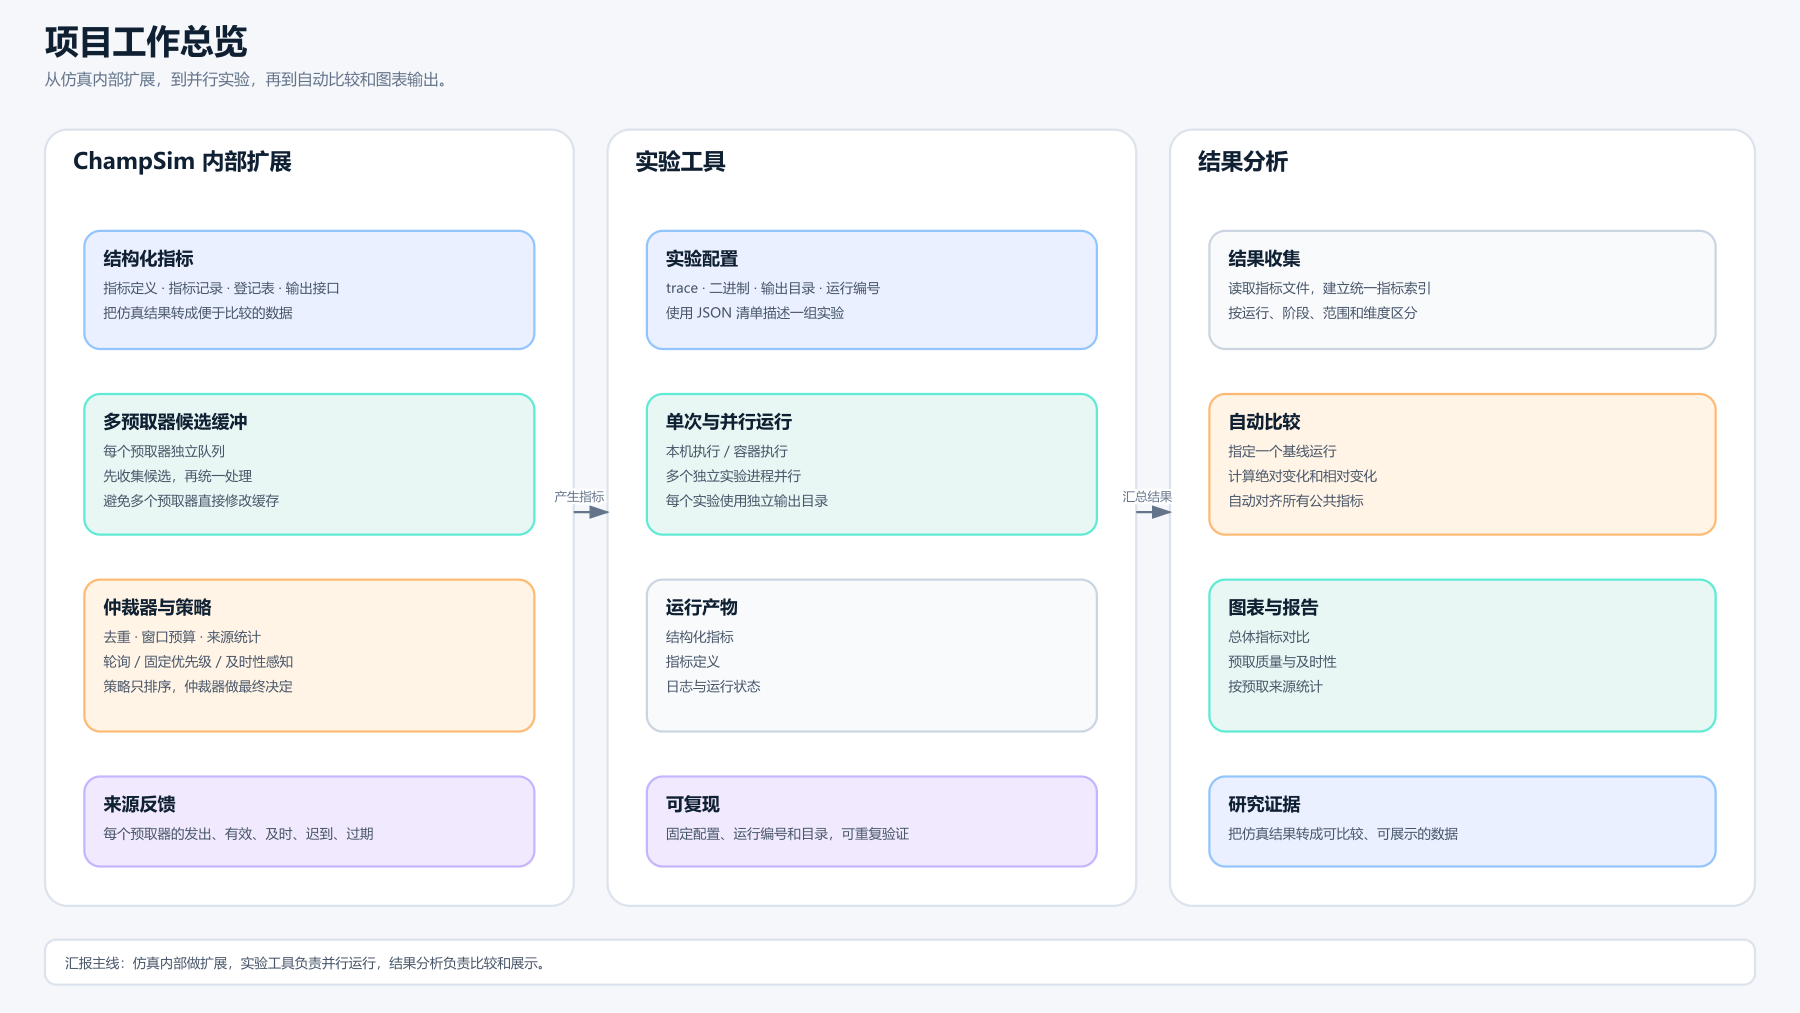 项目工作总览
从仿真内部扩展，到并行实验，再到自动比较和图表输出。
ChampSim 内部扩展
结构化指标
指标定义 · 指标记录 · 登记表 · 输出接口
把仿真结果转成便于比较的数据
多预取器候选缓冲
每个预取器独立队列
先收集候选，再统一处理
避免多个预取器直接修改缓存
仲裁器与策略
去重 · 窗口预算 · 来源统计
轮询 / 固定优先级 / 及时性感知
策略只排序，仲裁器做最终决定
来源反馈
每个预取器的发出、有效、及时、迟到、过期
产生指标
实验工具
实验配置
trace · 二进制 · 输出目录 · 运行编号
使用 JSON 清单描述一组实验
单次与并行运行
本机执行 / 容器执行
多个独立实验进程并行
每个实验使用独立输出目录
运行产物
结构化指标
指标定义
日志与运行状态
可复现
固定配置、运行编号和目录，可重复验证
汇总结果
结果分析
结果收集
读取指标文件，建立统一指标索引
按运行、阶段、范围和维度区分
自动比较
指定一个基线运行
计算绝对变化和相对变化
自动对齐所有公共指标
图表与报告
总体指标对比
预取质量与及时性
按预取来源统计
研究证据
把仿真结果转成可比较、可展示的数据
汇报主线：仿真内部做扩展，实验工具负责并行运行，结果分析负责比较和展示。